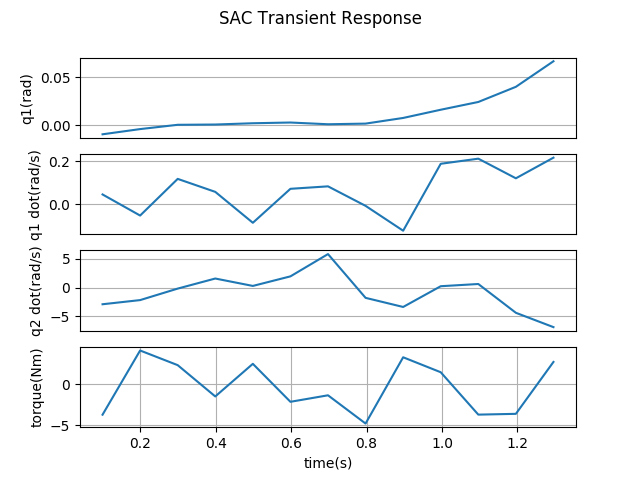 SAC Transient Response
0.05
0.00
q1(rad)
0.2
0.0
q1 dot(rad/s)
5
0
−5
q2 dot(rad/s)
0
−5
torque(Nm)
0.2 0.4 0.6 0.8 1.0 1.2
time(s)